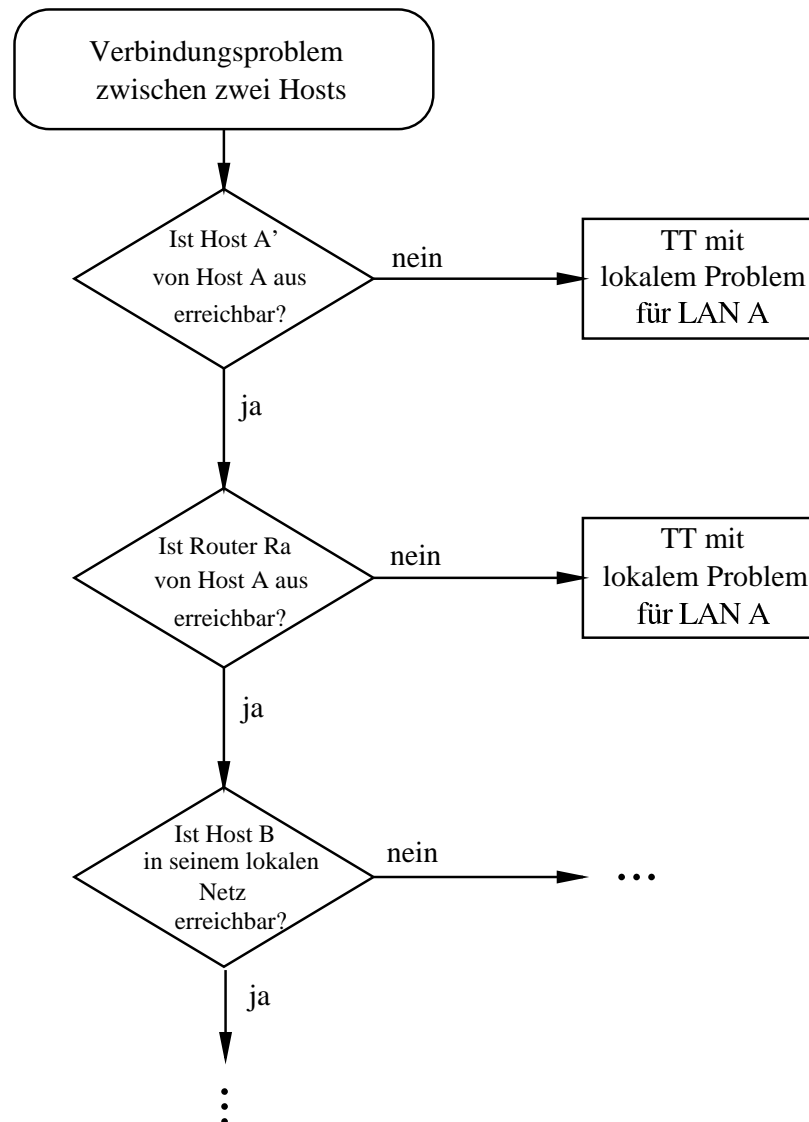 Verbindungsproblem
zwischen zwei Hosts
Ist Host A’
von Host A aus
erreichbar?
nein
TT mit
lokalem Problem
für LAN A
ja
Ist Router Ra
von Host A aus
erreichbar?
nein
TT mit
lokalem Problem
für LAN A
ja
Ist Host B
in seinem lokalen
Netz
erreichbar?
nein
...
ja
...